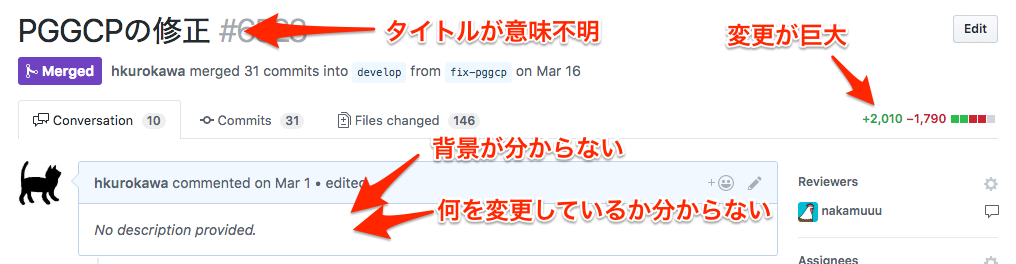 PGGCPの修正
タイトルが意味不明
変更が巨大
Edit
Merged hkurokawa merged 31 commits into develop from fix-pggcp on Mar 16
Conversation 10 Commits 31 Files changed 146 +2,010 −1,790
背景が分からない
hkurokawa commented on Mar 1 • edited
何を変更しているか分からない
No description provided.
Reviewers
nakamuuu
Assignees